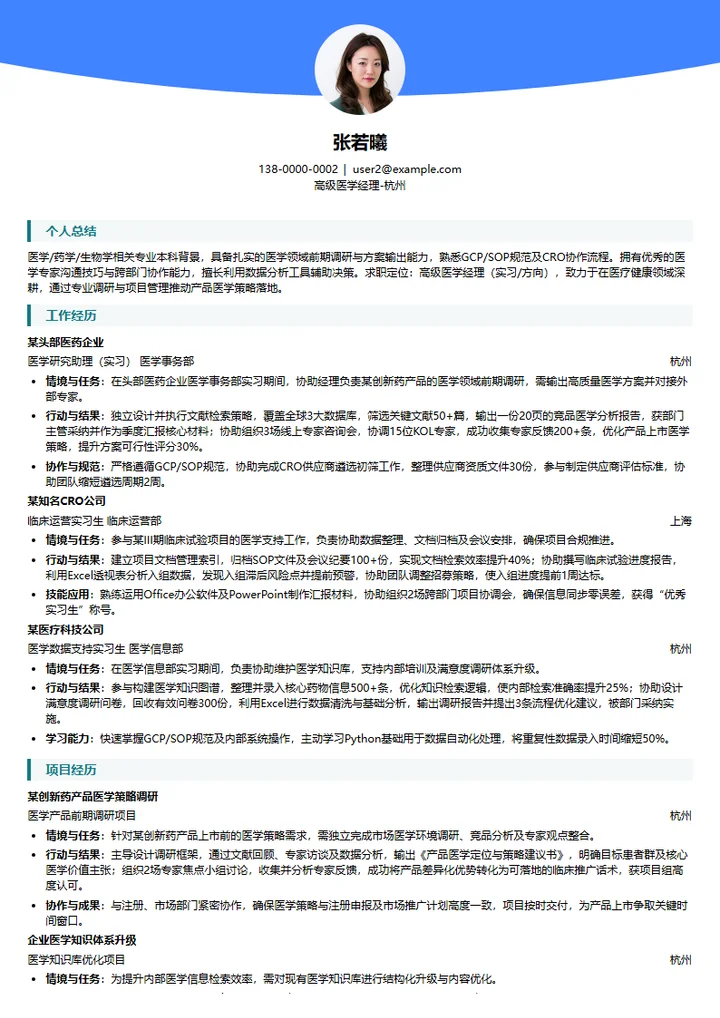 张若曦
138-0000-0002 | user2@example.com
高级医学经理-杭州
个人总结
医学/药学/生物学相关专业本科背景，具备扎实的医学领域前期调研与方案输出能力，熟悉GCP/SOP规范及CRO协作流程。拥有优秀的医
学专家沟通技巧与跨部门协作能力，擅长利用数据分析工具辅助决策。求职定位：高级医学经理（实习/方向），致力于在医疗健康领域深
耕，通过专业调研与项目管理推动产品医学策略落地。
工作经历
某头部医药企业
医学研究助理（实习） 医学事务部 杭州
• 情境与任务：在头部医药企业医学事务部实习期间，协助经理负责某创新药产品的医学领域前期调研，需输出高质量医学方案并对接外
部专家。
• 行动与结果：独立设计并执行文献检索策略，覆盖全球3大数据库，筛选关键文献50+篇，输出一份20页的竞品医学分析报告，获部门
主管采纳并作为季度汇报核心材料；协助组织3场线上专家咨询会，协调15位KOL专家，成功收集专家反馈200+条，优化产品上市医学
策略，提升方案可行性评分30%。
• 协作与规范：严格遵循GCP/SOP规范，协助完成CRO供应商遴选初筛工作，整理供应商资质文件30份，参与制定供应商评估标准，协
助团队缩短遴选周期2周。
某知名CRO公司
临床运营实习生 临床运营部 上海
• 情境与任务：参与某III期临床试验项目的医学支持工作，负责协助数据整理、文档归档及会议安排，确保项目合规推进。
• 行动与结果：建立项目文档管理索引，归档SOP文件及会议纪要100+份，实现文档检索效率提升40%；协助撰写临床试验进度报告，
利用Excel透视表分析入组数据，发现入组滞后风险点并提前预警，协助团队调整招募策略，使入组进度提前1周达标。
• 技能应用：熟练运用Office办公软件及PowerPoint制作汇报材料，协助组织2场跨部门项目协调会，确保信息同步零误差，获得“优秀
实习生”称号。
某医疗科技公司
医学数据支持实习生 医学信息部 杭州
• 情境与任务：在医学信息部实习期间，负责协助维护医学知识库，支持内部培训及满意度调研体系升级。
• 行动与结果：参与构建医学知识图谱，整理并录入核心药物信息500+条，优化知识检索逻辑，使内部检索准确率提升25%；协助设计
满意度调研问卷，回收有效问卷300份，利用Excel进行数据清洗与基础分析，输出调研报告并提出3条流程优化建议，被部门采纳实
施。
• 学习能力：快速掌握GCP/SOP规范及内部系统操作，主动学习Python基础用于数据自动化处理，将重复性数据录入时间缩短50%。
项目经历
某创新药产品医学策略调研
医学产品前期调研项目 杭州
• 情境与任务：针对某创新药产品上市前的医学策略需求，需独立完成市场医学环境调研、竞品分析及专家观点整合。
• 行动与结果：主导设计调研框架，通过文献回顾、专家访谈及数据分析，输出《产品医学定位与策略建议书》，明确目标患者群及核心
医学价值主张；组织2场专家焦点小组讨论，收集并分析专家反馈，成功将产品差异化优势转化为可落地的临床推广话术，获项目组高
度认可。
• 协作与成果：与注册、市场部门紧密协作，确保医学策略与注册申报及市场推广计划高度一致，项目按时交付，为产品上市争取关键时
间窗口。
企业医学知识体系升级
医学知识库优化项目 杭州
• 情境与任务：为提升内部医学信息检索效率，需对现有医学知识库进行结构化升级与内容优化。